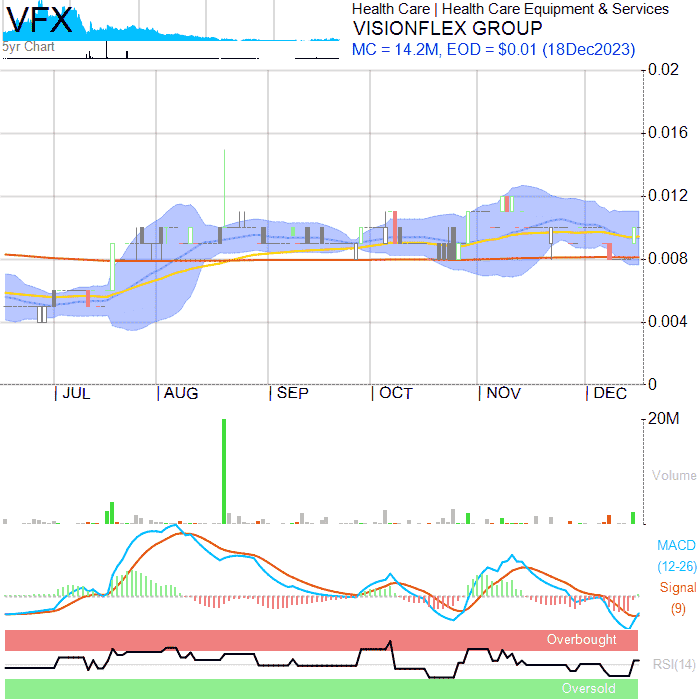 VFX
5yr Chart
Health Care | Health Care Equipment & Services
VISIONFLEX GROUP
MC = 14.2M, EOD = $0.01 (18Dec2023)
0.02
0.016
0.012
0.008
0.004
0
JUL
AUG
SEP
OCT
NOV
DEC
20M
Volume
MACD
(12-26)
Signal
(9)
Overbought
RSI(14)
Oversold